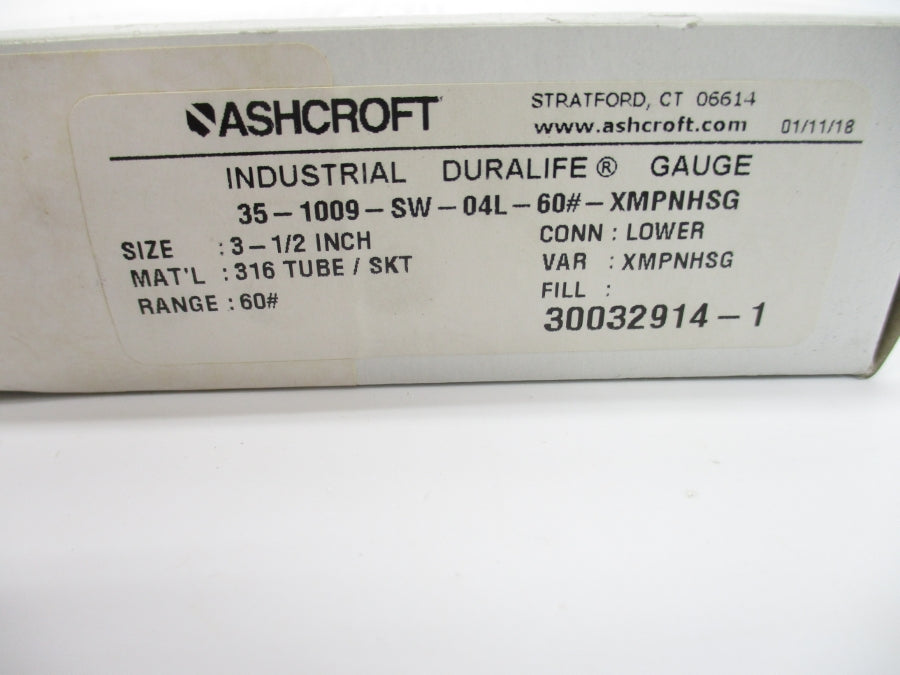 ASHCROFT
STRATFORD, CT 06614
www.ashcroft.com 01/11/18
INDUSTRIAL DURALIFE® GAUGE
35-1009-SW-04L-60#-XMPNHSG
SIZE : 3-1/2 INCH
MAT'L : 316 TUBE / SKT
RANGE : 60#
CONN : LOWER
VAR : XMPNHSG
FILL :
30032914-1